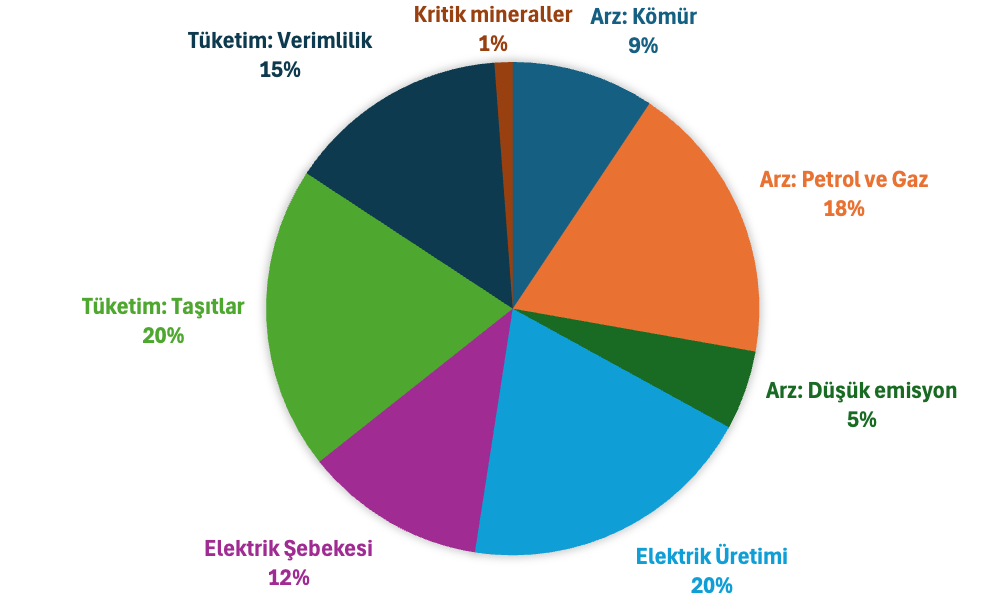 Kritik mineraller
1%
Arz: Kömür
9%
Tüketim: Verimlilik
15%
Arz: Petrol ve Gaz
18%
Tüketim: Taşıtlar
20%
Arz: Düşük emisyon
5%
Elektrik Şebekesi
12%
Elektrik Üretimi
20%